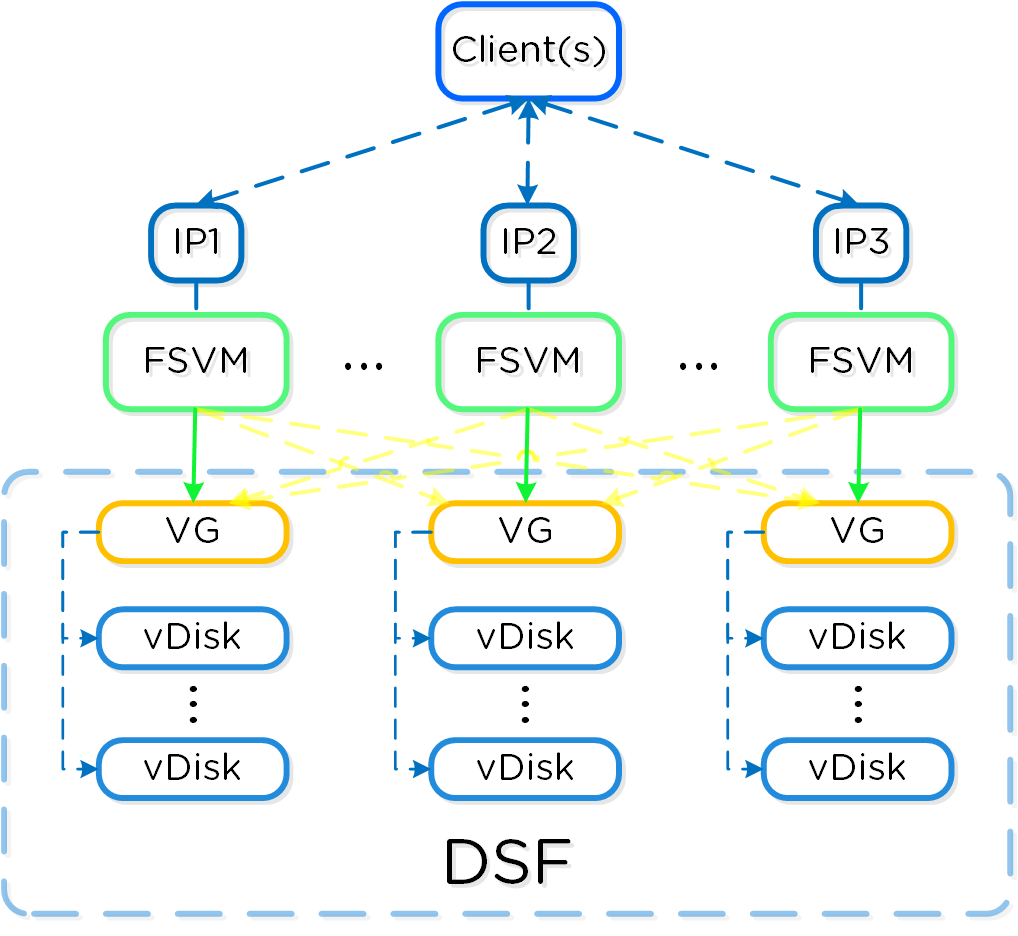 Client(s)
IP1 IP2 IP3
FSVM ... FSVM ... FSVM
VG VG VG
vDisk vDisk vDisk
vDisk vDisk vDisk
DSF